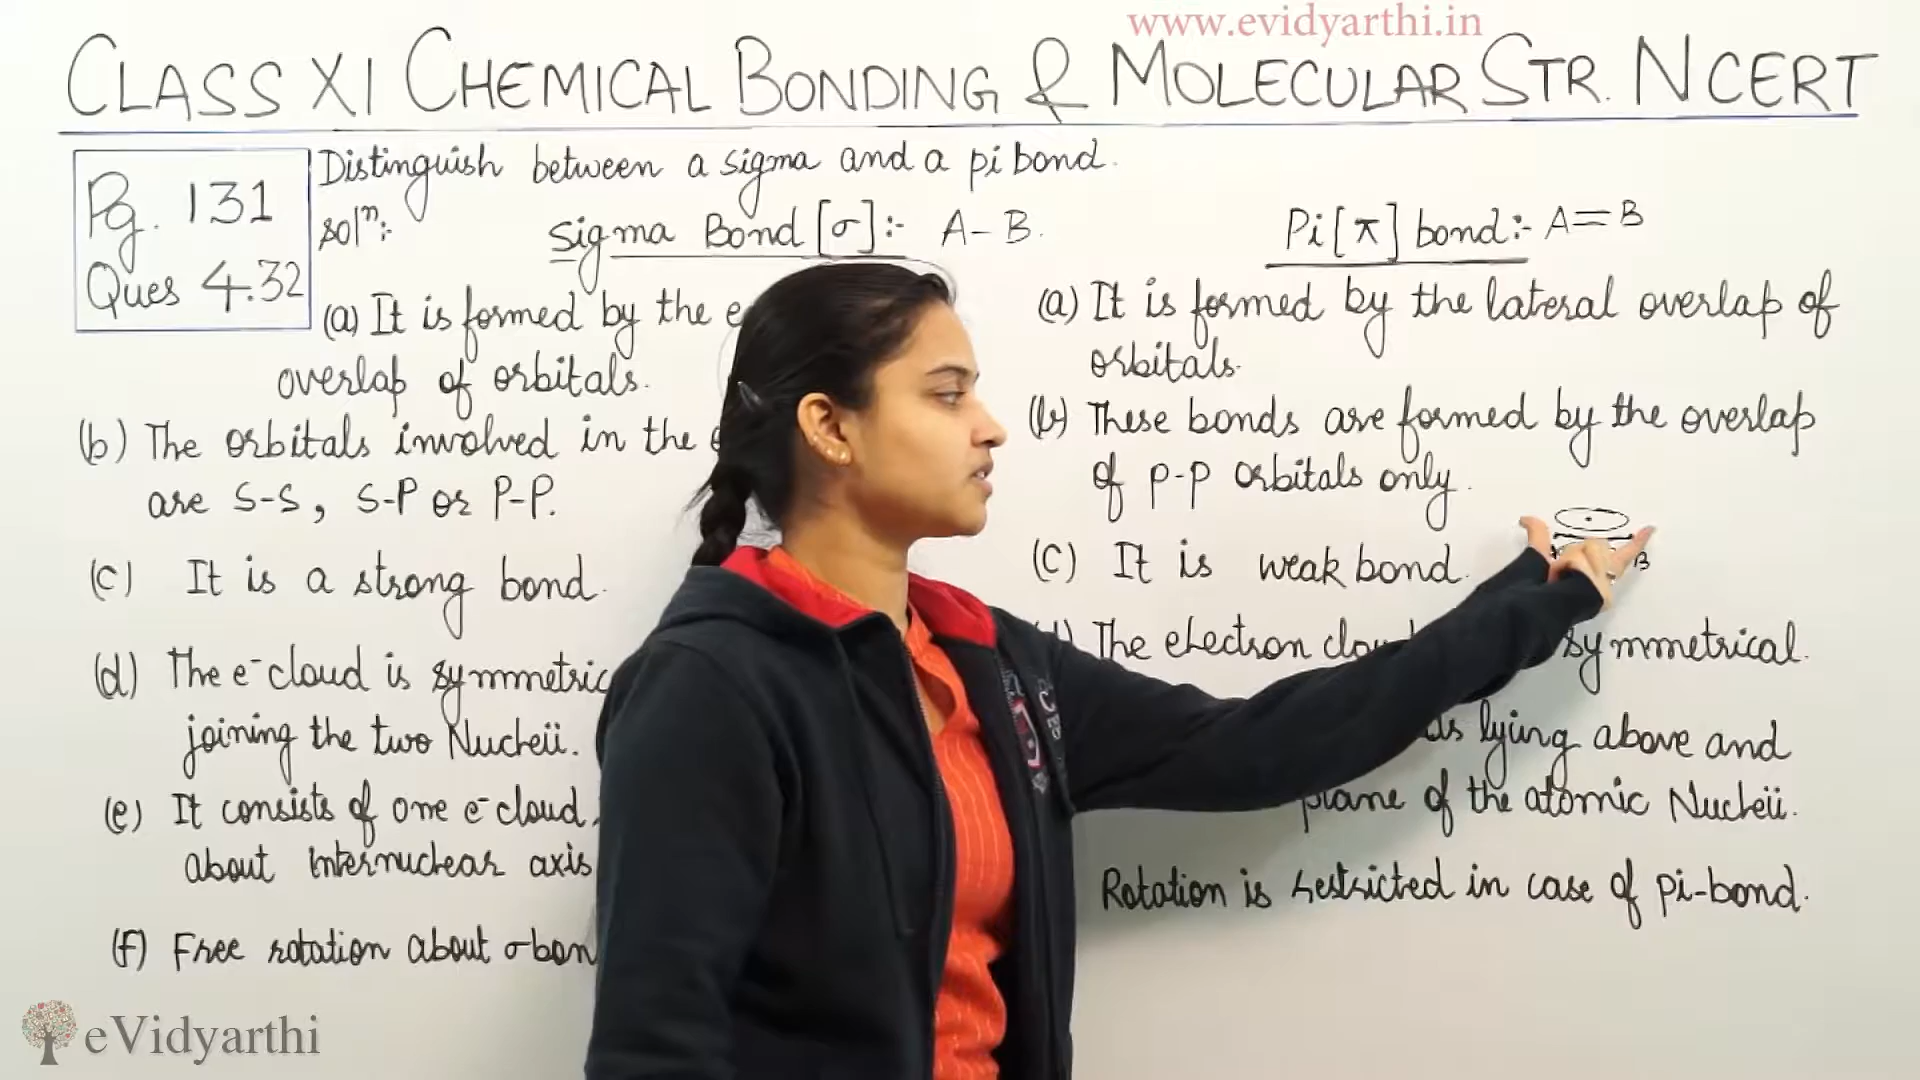 www.evidyarthi.in
CLASS XI CHEMICAL BONDING & MOLECULAR STR. NCERT
Pg. 131
Ques 4.32
Distinguish between a sigma and a pi bond.
solⁿ:
Sigma Bond [σ]:- A-B.
(a) It is formed by the
overlap of orbitals.
(b) The orbitals involved in the
are S-S, S-P or P-P.
(c) It is a strong bond.
(d) The e⁻ cloud is symmetric
joining the two Nucleii.
(e) It consists of one e⁻ cloud,
about internuclear axis
(f) Free rotation about σ bon
Pi [π] bond:- A=B
(a) It is formed by the lateral overlap of
orbitals.
(b) These bonds are formed by the overlap
of p-p orbitals only.
(c) It is weak bond.
B
The electron clou symmetrical.
lying above and
plane of the atomic Nucleii.
Rotation is restricted in case of pi-bond.
eVidyarthi